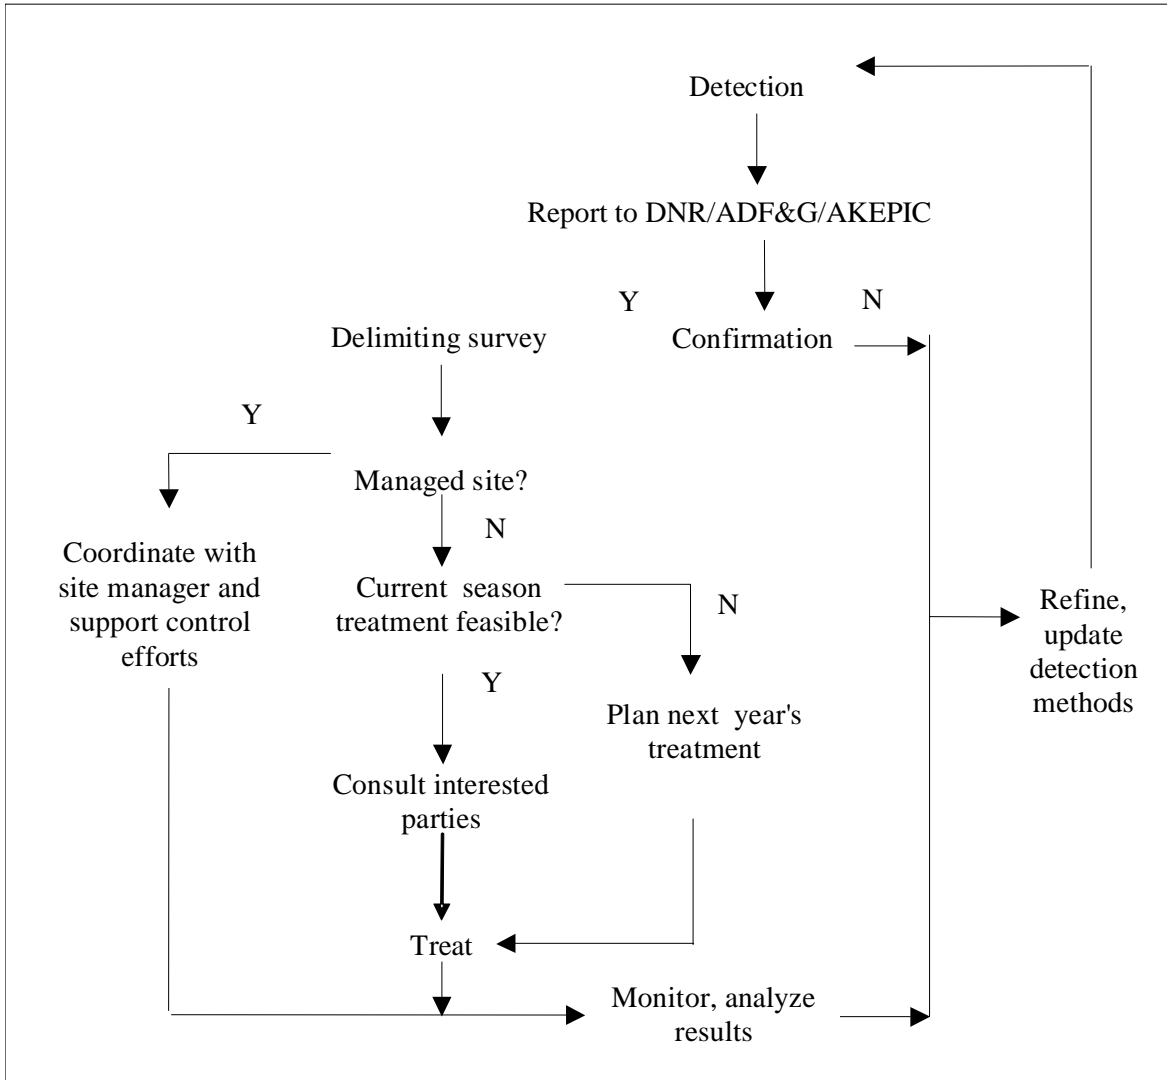 Detection
Report to DNR/ADF&G/AKEPIC
Y
N
Delimiting survey
Confirmation
Y
Managed site?
N
Coordinate with
site manager and
support control
efforts
Current season
treatment feasible?
N
Refine,
update
detection
methods
Y
Plan next year's
treatment
Consult interested
parties
Treat
Monitor, analyze
results